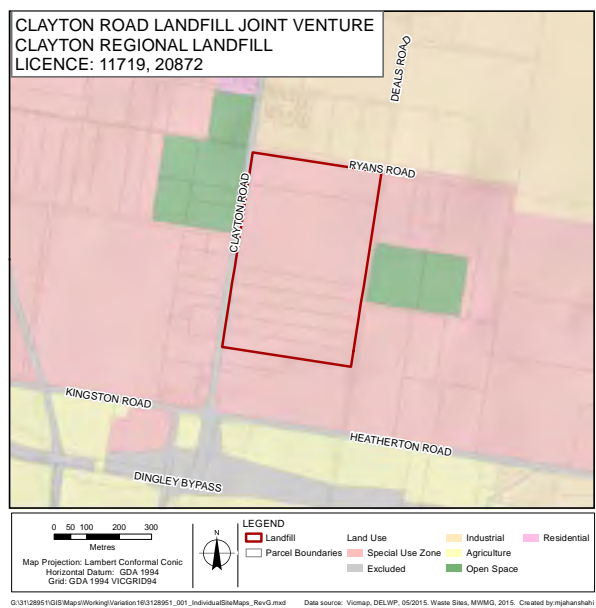 CLAYTON ROAD LANDFILL JOINT VENTURE
CLAYTON REGIONAL LANDFILL
LICENCE: 11719, 20872
DEALS ROAD
RYANS ROAD
CLAYTON ROAD
KINGSTON ROAD
HEATHERTON ROAD
DINGLEY BYPASS
0 50 100 200 300
Metres
Map Projection: Lambert Conformal Conic
Horizontal Datum: GDA 1994
Grid: GDA 1994 VICGRID94
N
LEGEND
Landfill
Parcel Boundaries
Land Use
Special Use Zone
Excluded
Industrial
Agriculture
Open Space
Residential
G:\31\28951\GIS\Maps\Working\Variation16\3128951_001_IndividualSiteMaps_RevG.mxd
Data source: Vicmap, DELWP, 05/2015. Waste Sites, MWMG, 2015. Created by:mjahanshahi